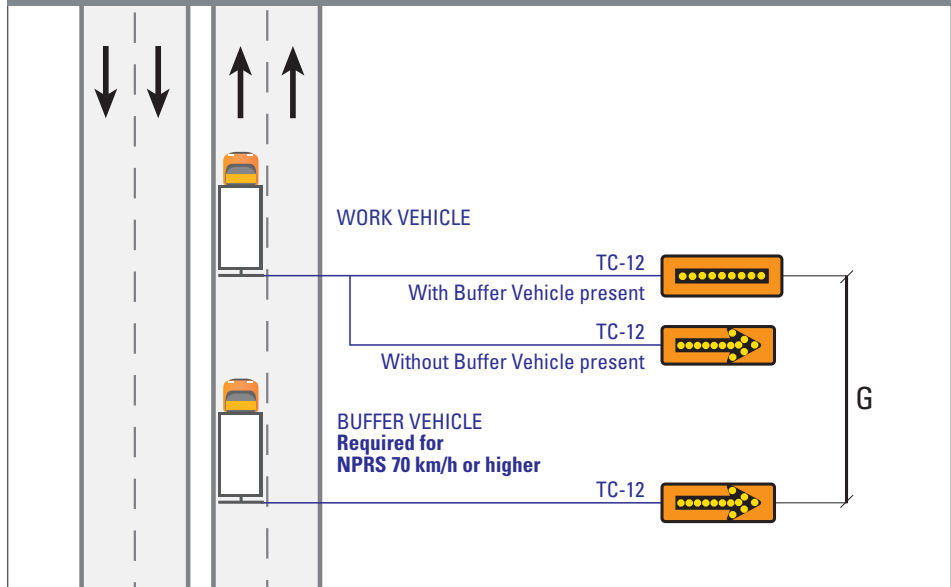 WORK VEHICLE
TC-12
With Buffer Vehicle present
TC-12
Without Buffer Vehicle present
G
BUFFER VEHICLE
Required for
NPRS 70 km/h or higher
TC-12